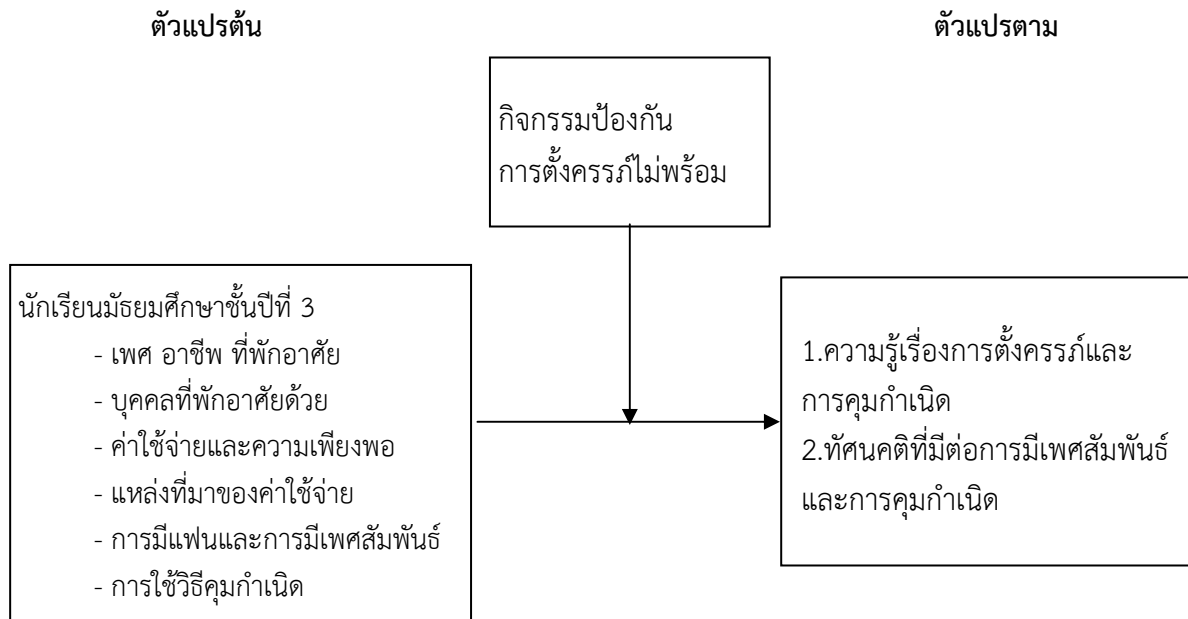 ตัวแปรต้น
ตัวแปรตาม
กิจกรรมป้องกัน
การตั้งครรภ์ไม่พร้อม
นักเรียนมัธยมศึกษาชั้นปีที่ 3
- เพศ อาชีพ ที่พักอาศัย
- บุคคลที่พักอาศัยด้วย
- ค่าใช้จ่ายและความเพียงพอ
- แหล่งที่มาของค่าใช้จ่าย
- การมีแฟนและการมีเพศสัมพันธ์
- การใช้วิธีคุมกำเนิด
1.ความรู้เรื่องการตั้งครรภ์และ
การคุมกำเนิด
2.ทัศนคติที่มีต่อการมีเพศสัมพันธ์
และการคุมกำเนิด